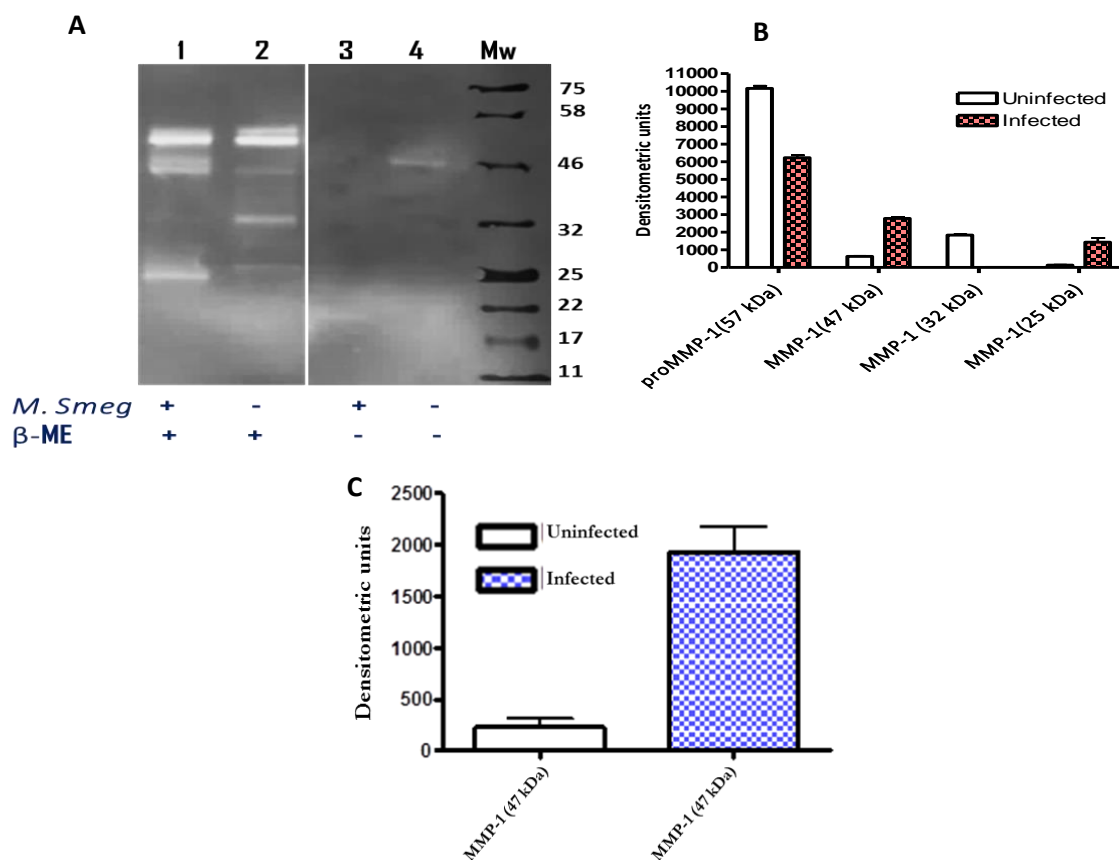 A
1 2 3 4 Mw
75
58
46
32
25
22
17
11
M. Smeg + - + -
β-ME + + - -
B
Densitometric units
11000
10000
9000
8000
7000
6000
5000
4000
3000
2000
1000
0
Uninfected
Infected
proMMP-1(57 kDa)
MMP-1(47 kDa)
MMP-1 (32 kDa)
MMP-1(25 kDa)
C
Densitometric units
2500
2000
1500
1000
500
0
Uninfected
Infected
MMP-1 (47 kDa)
MMP-1 (47 kDa)